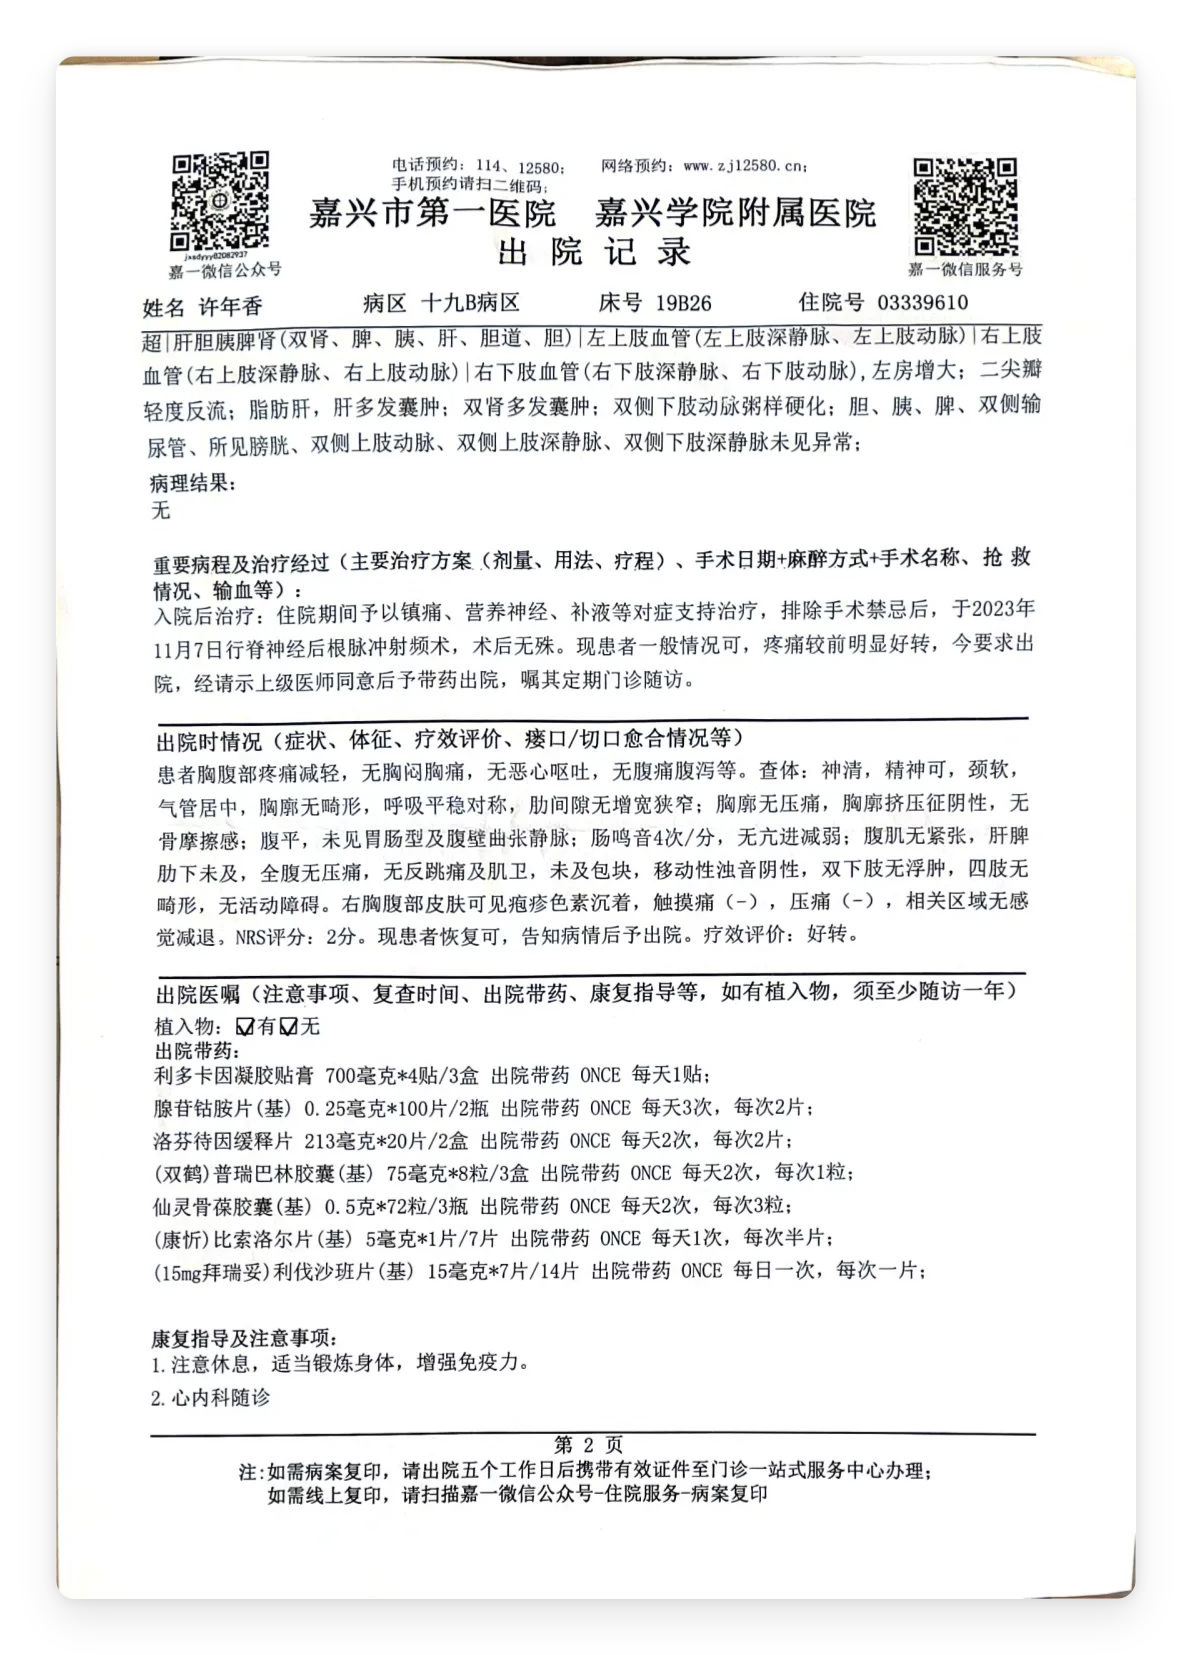 电话预约：114、12580； 网络预约：www.zj12580.cn；
手机预约请扫二维码；
嘉兴市第一医院 嘉兴学院附属医院
出 院 记 录
jxsdyyy82082937
嘉一微信公众号
嘉一微信服务号
姓名 许年香 病区 十九B病区 床号 19B26 住院号 03339610
超|肝胆胰脾肾(双肾、脾、胰、肝、胆道、胆)|左上肢血管(左上肢深静脉、左上肢动脉)|右上肢
血管(右上肢深静脉、右上肢动脉)|右下肢血管(右下肢深静脉、右下肢动脉),左房增大；二尖瓣
轻度反流；脂肪肝，肝多发囊肿；双肾多发囊肿；双侧下肢动脉粥样硬化；胆、胰、脾、双侧输
尿管、所见膀胱、双侧上肢动脉、双侧上肢深静脉、双侧下肢深静脉未见异常；
病理结果：
无
重要病程及治疗经过（主要治疗方案（剂量、用法、疗程）、手术日期+麻醉方式+手术名称、抢 救
情况、输血等）：
入院后治疗：住院期间予以镇痛、营养神经、补液等对症支持治疗，排除手术禁忌后，于2023年
11月7日行脊神经后根脉冲射频术，术后无殊。现患者一般情况可，疼痛较前明显好转，今要求出
院，经请示上级医师同意后予带药出院，嘱其定期门诊随访。
出院时情况（症状、体征、疗效评价、瘘口/切口愈合情况等）
患者胸腹部疼痛减轻，无胸闷胸痛，无恶心呕吐，无腹痛腹泻等。查体：神清，精神可，颈软，
气管居中，胸廓无畸形，呼吸平稳对称，肋间隙无增宽狭窄；胸廓无压痛，胸廓挤压征阴性，无
骨摩擦感；腹平，未见胃肠型及腹壁曲张静脉；肠鸣音4次/分，无亢进减弱；腹肌无紧张，肝脾
肋下未及，全腹无压痛，无反跳痛及肌卫，未及包块，移动性浊音阴性，双下肢无浮肿，四肢无
畸形，无活动障碍。右胸腹部皮肤可见疱疹色素沉着，触摸痛（-），压痛（-），相关区域无感
觉减退。NRS评分：2分。现患者恢复可，告知病情后予出院。疗效评价：好转。
出院医嘱（注意事项、复查时间、出院带药、康复指导等，如有植入物，须至少随访一年）
植入物：☑有☑无
出院带药：
利多卡因凝胶贴膏 700毫克*4贴/3盒 出院带药 ONCE 每天1贴；
腺苷钴胺片(基) 0.25毫克*100片/2瓶 出院带药 ONCE 每天3次，每次2片；
洛芬待因缓释片 213毫克*20片/2盒 出院带药 ONCE 每天2次，每次2片；
(双鹤)普瑞巴林胶囊(基) 75毫克*8粒/3盒 出院带药 ONCE 每天2次，每次1粒；
仙灵骨葆胶囊(基) 0.5克*72粒/3瓶 出院带药 ONCE 每天2次，每次3粒；
(康忻)比索洛尔片(基) 5毫克*1片/7片 出院带药 ONCE 每天1次，每次半片；
(15mg拜瑞妥)利伐沙班片(基) 15毫克*7片/14片 出院带药 ONCE 每日一次，每次一片；
康复指导及注意事项：
1.注意休息，适当锻炼身体，增强免疫力。
2.心内科随诊
第 2 页
注：如需病案复印，请出院五个工作日后携带有效证件至门诊一站式服务中心办理；
如需线上复印，请扫描嘉一微信公众号-住院服务-病案复印